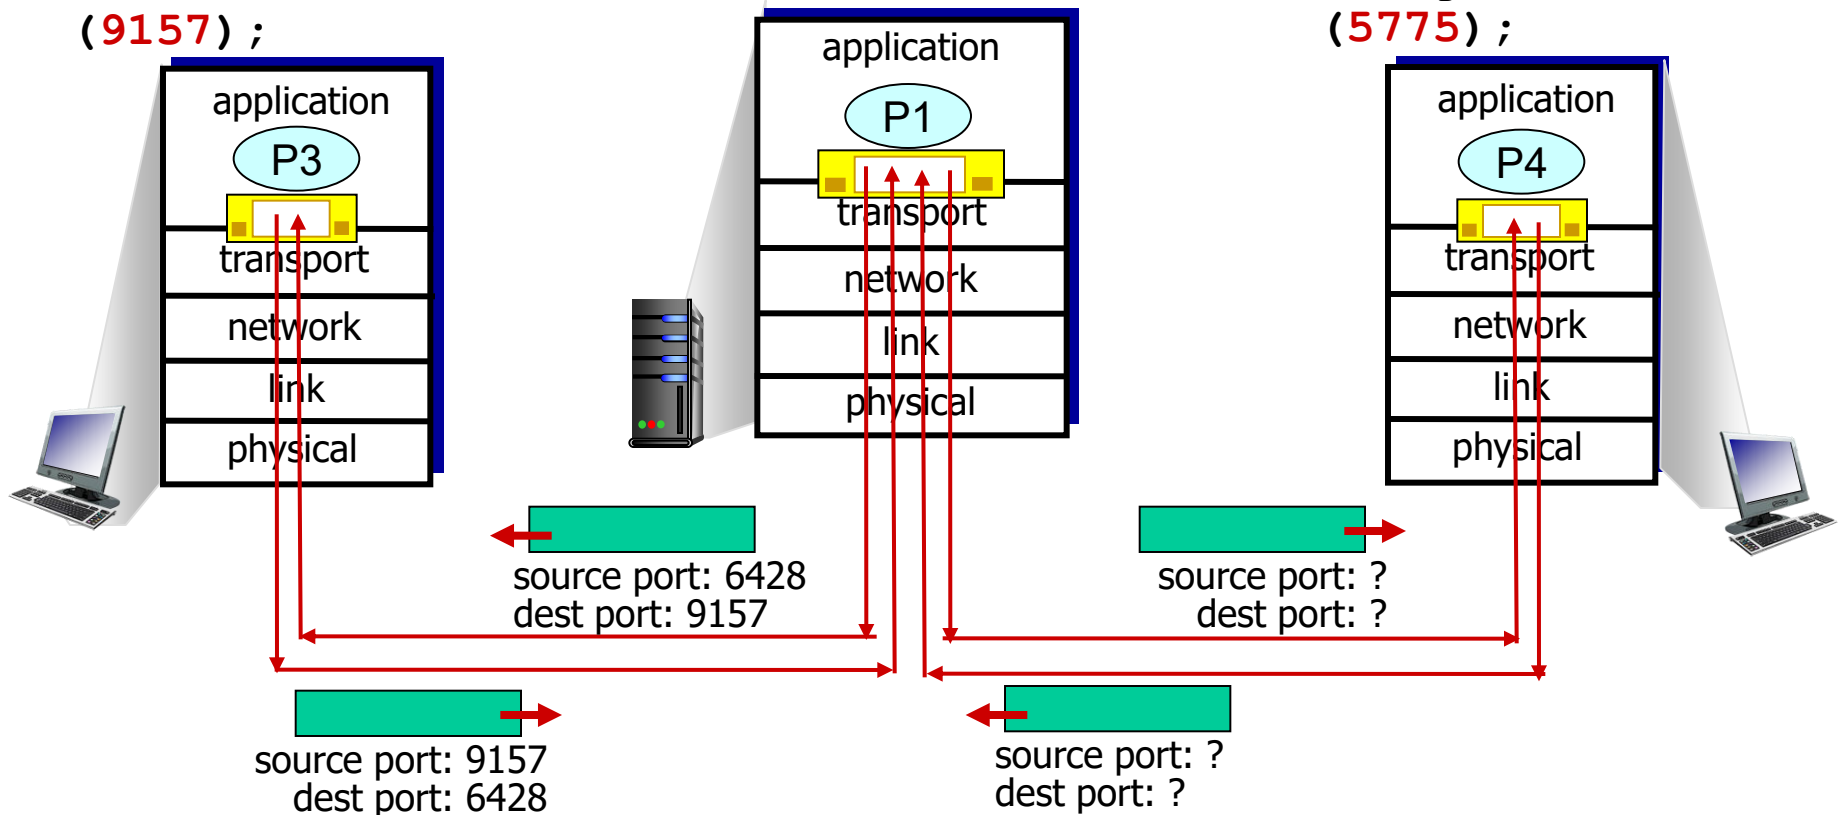 (9157);
(5775);
application
P3
transport
network
link
physical
application
P1
transport
network
link
physical
application
P4
transport
network
link
physical
source port: 6428
dest port: 9157
source port: ?
dest port: ?
source port: 9157
dest port: 6428
source port: ?
dest port: ?